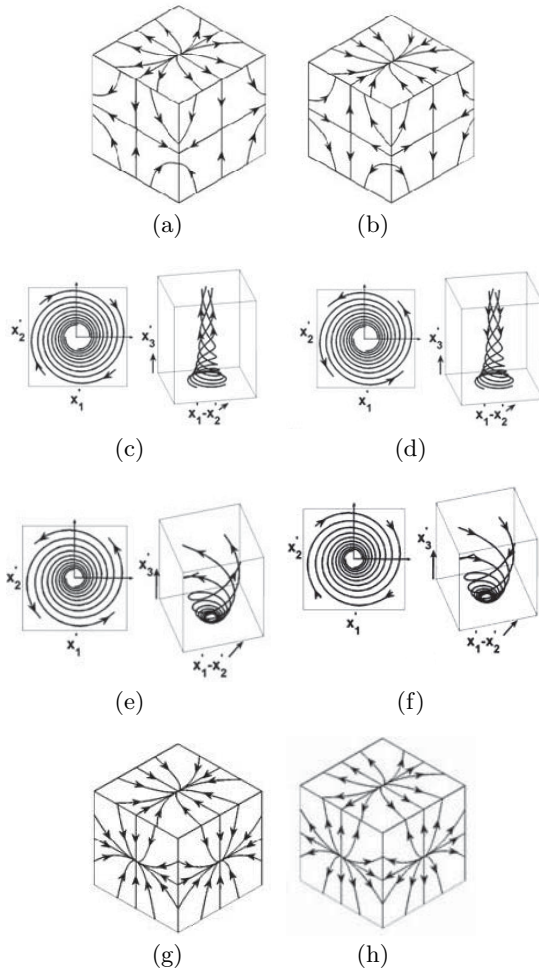 (a) (b)
x₂˙ x₁˙ x₃˙ x₁˙-x₂˙ x₂˙ x₁˙ x₃˙ x₁˙-x₂˙
(c) (d)
x₂˙ x₁˙ x₃˙ x₁˙-x₂˙ x₂˙ x₁˙ x₃˙ x₁˙-x₂˙
(e) (f)
(g) (h)